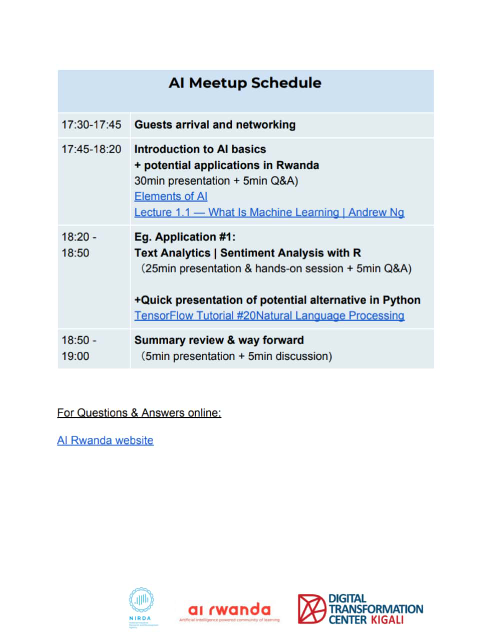 AI Meetup Schedule
17:30-17:45 Guests arrival and networking
17:45-18:20 Introduction to AI basics
+ potential applications in Rwanda
30min presentation + 5min Q&A)
Elements of AI
Lecture 1.1 — What Is Machine Learning | Andrew Ng
18:20 - 18:50 Eg. Application #1:
Text Analytics | Sentiment Analysis with R
（25min presentation & hands-on session + 5min Q&A)
+Quick presentation of potential alternative in Python
TensorFlow Tutorial #20Natural Language Processing
18:50 - 19:00 Summary review & way forward
（5min presentation + 5min discussion)
For Questions & Answers online:
AI Rwanda website
NIRDA
ai rwanda
artificial intelligence powered community of learning
DIGITAL
TRANSFORMATION
CENTER KIGALI